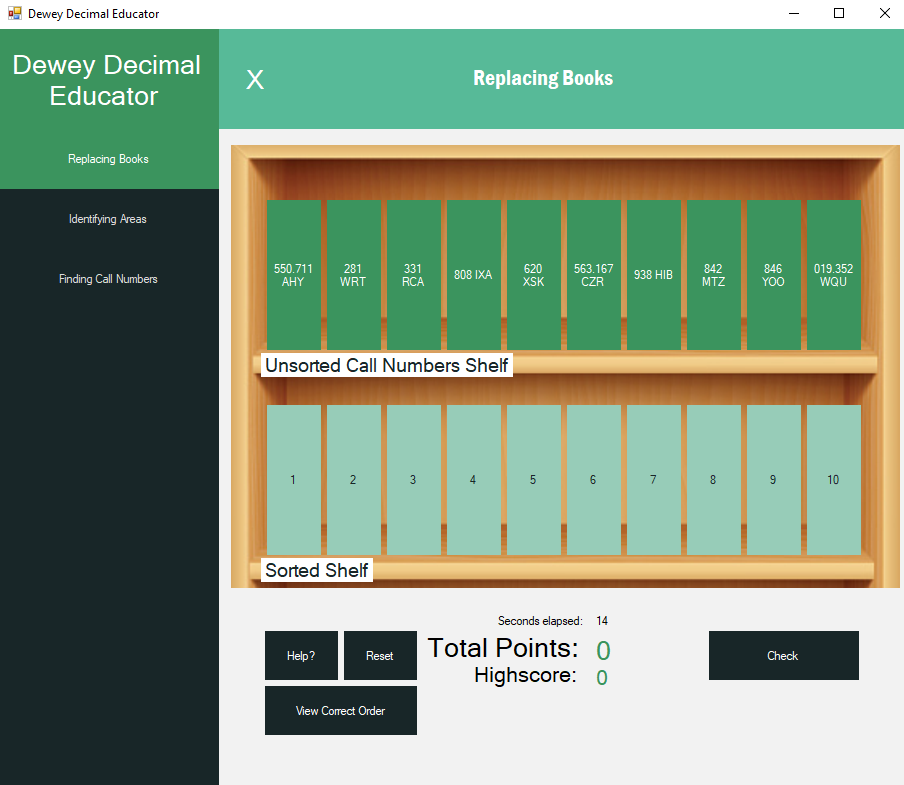 Dewey Decimal Educator
Dewey Decimal
Educator
X
Replacing Books
Replacing Books
Identifying Areas
Finding Call Numbers
550.711
AHY
281
WRT
331
RCA
808 IXA
620
XSK
563.167
CZR
938 HIB
842
MTZ
846
YOO
019.352
WQU
Unsorted Call Numbers Shelf
1
2
3
4
5
6
7
8
9
10
Sorted Shelf
Seconds elapsed: 14
Total Points: 0
Highscore: 0
Help?
Reset
Check
View Correct Order